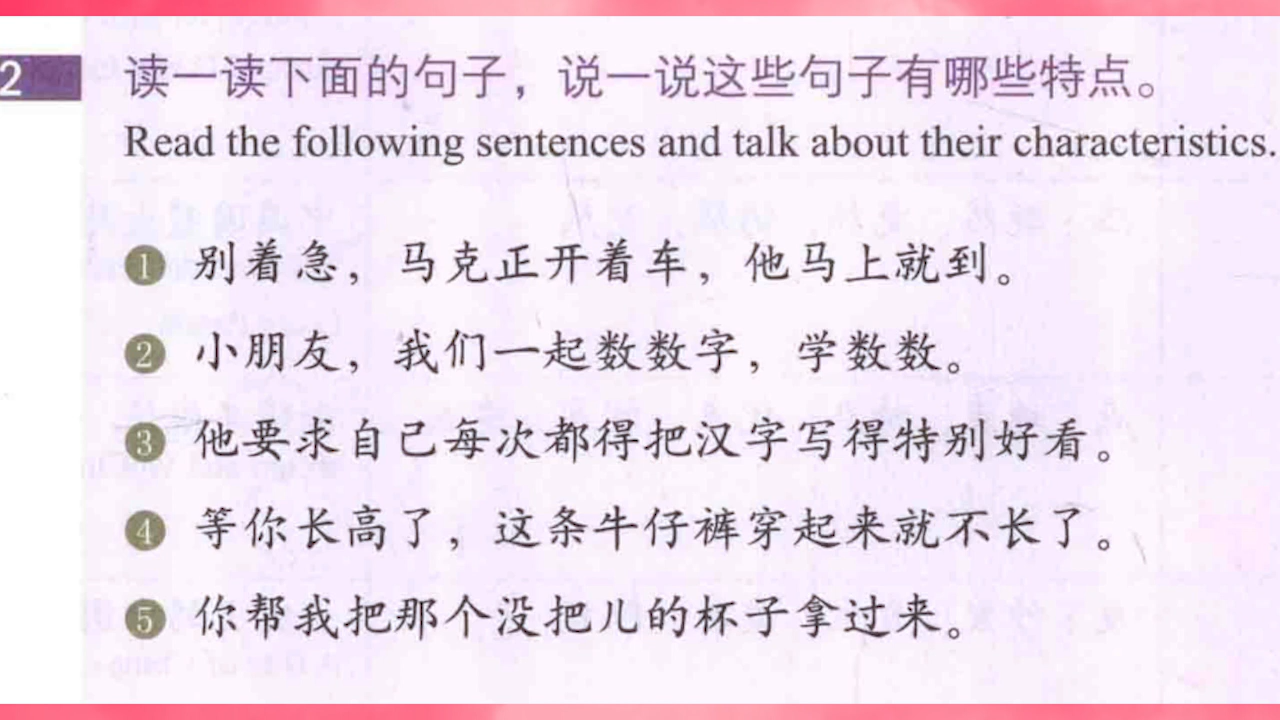 2 读一读下面的句子，说一说这些句子有哪些特点。
Read the following sentences and talk about their characteristics.
1 别着急，马克正开着车，他马上就到。
2 小朋友，我们一起数数字，学数数。
3 他要求自己每次都得把汉字写得特别好看。
4 等你长高了，这条牛仔裤穿起来就不长了。
5 你帮我把那个没把儿的杯子拿过来。